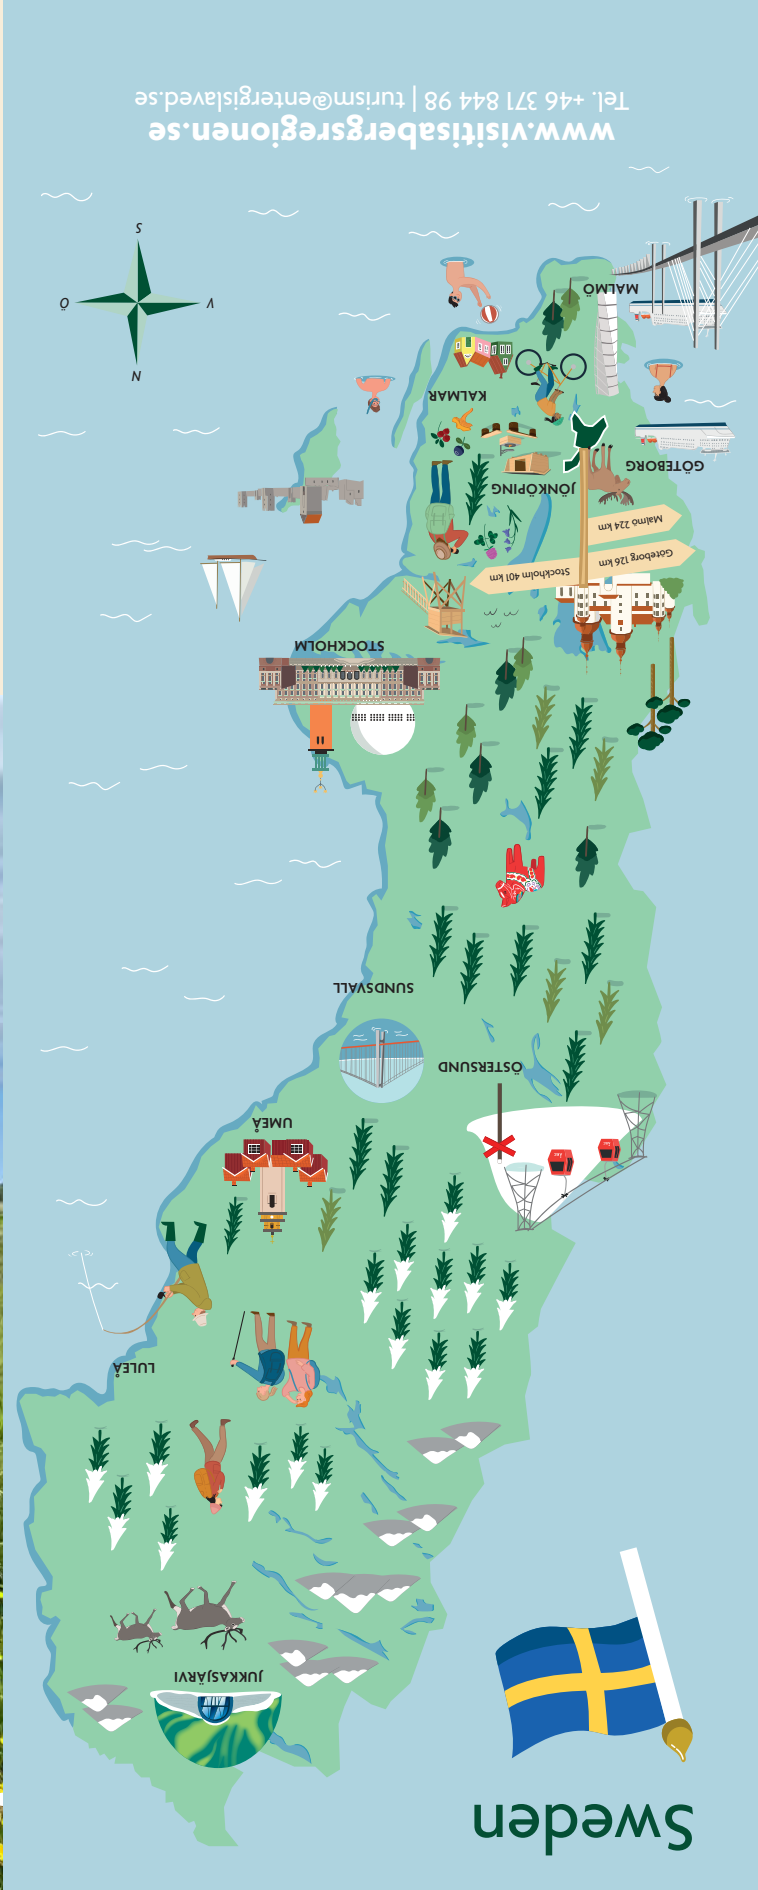 Sweden
JUKKASJÄRVI
LULEÅ
UMEÅ
ÖSTERSUND
SUNDSVALL
STOCKHOLM
Stockholm 401 km
Göteborg 126 km
Malmö 224 km
JÖNKÖPING
GÖTEBORG
KALMAR
MALMÖ
N
V
Ö
S
www.visitisabergsregionen.se
Tel. +46 371 844 98 | turism@entergislaved.se